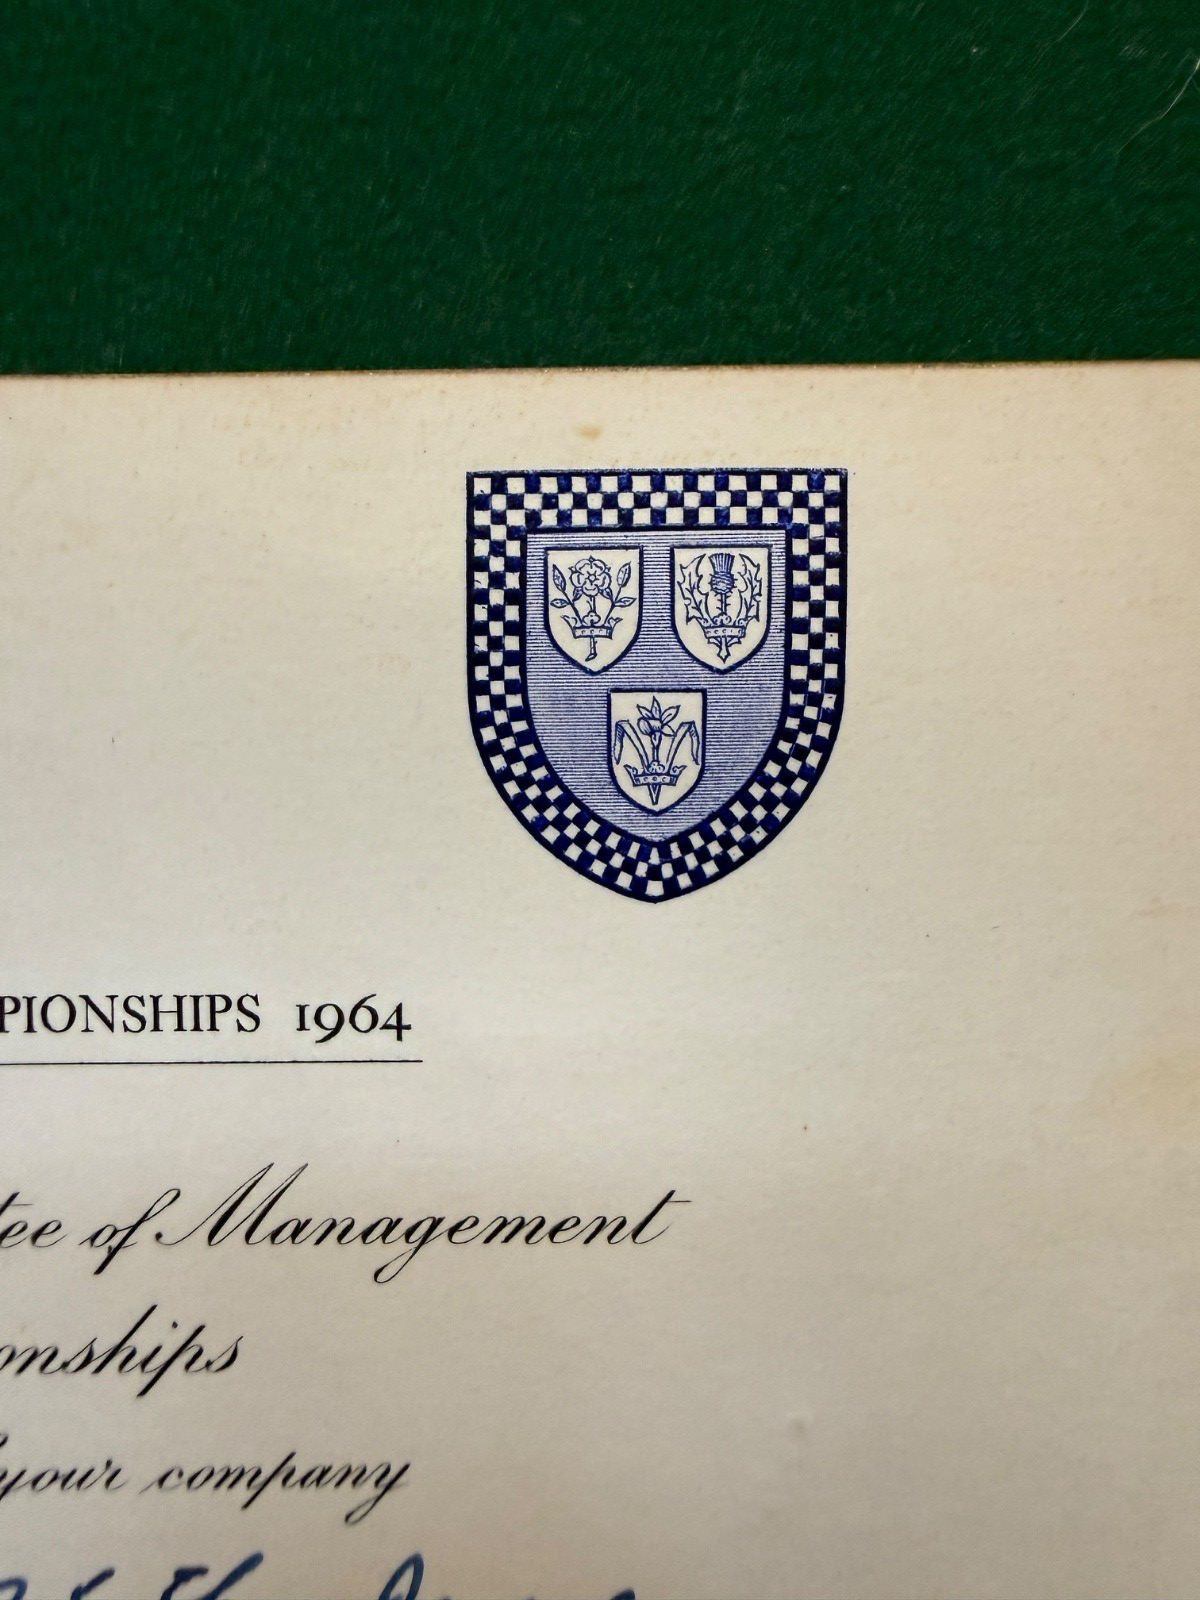 PIONSHIPS 1964
tee of Management
onships
your company